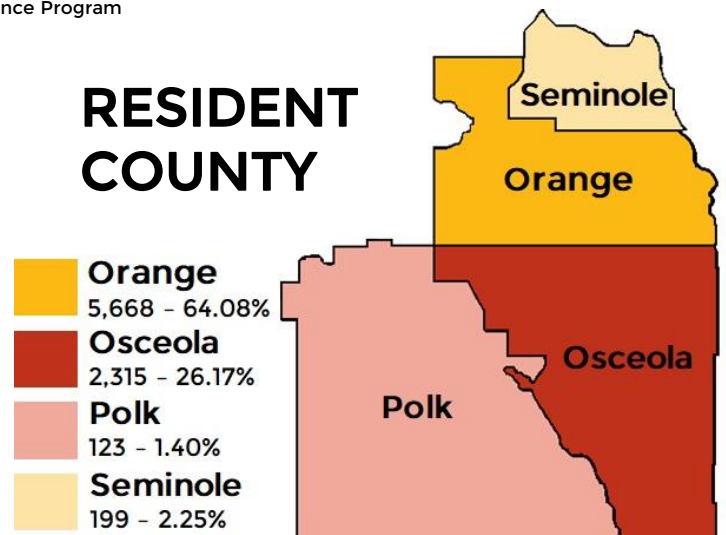 nce Program
RESIDENT
COUNTY
Orange
5,668 - 64.08%
Osceola
2,315 - 26.17%
Polk
123 - 1.40%
Seminole
199 - 2.25%
Seminole
Orange
Osceola
Polk